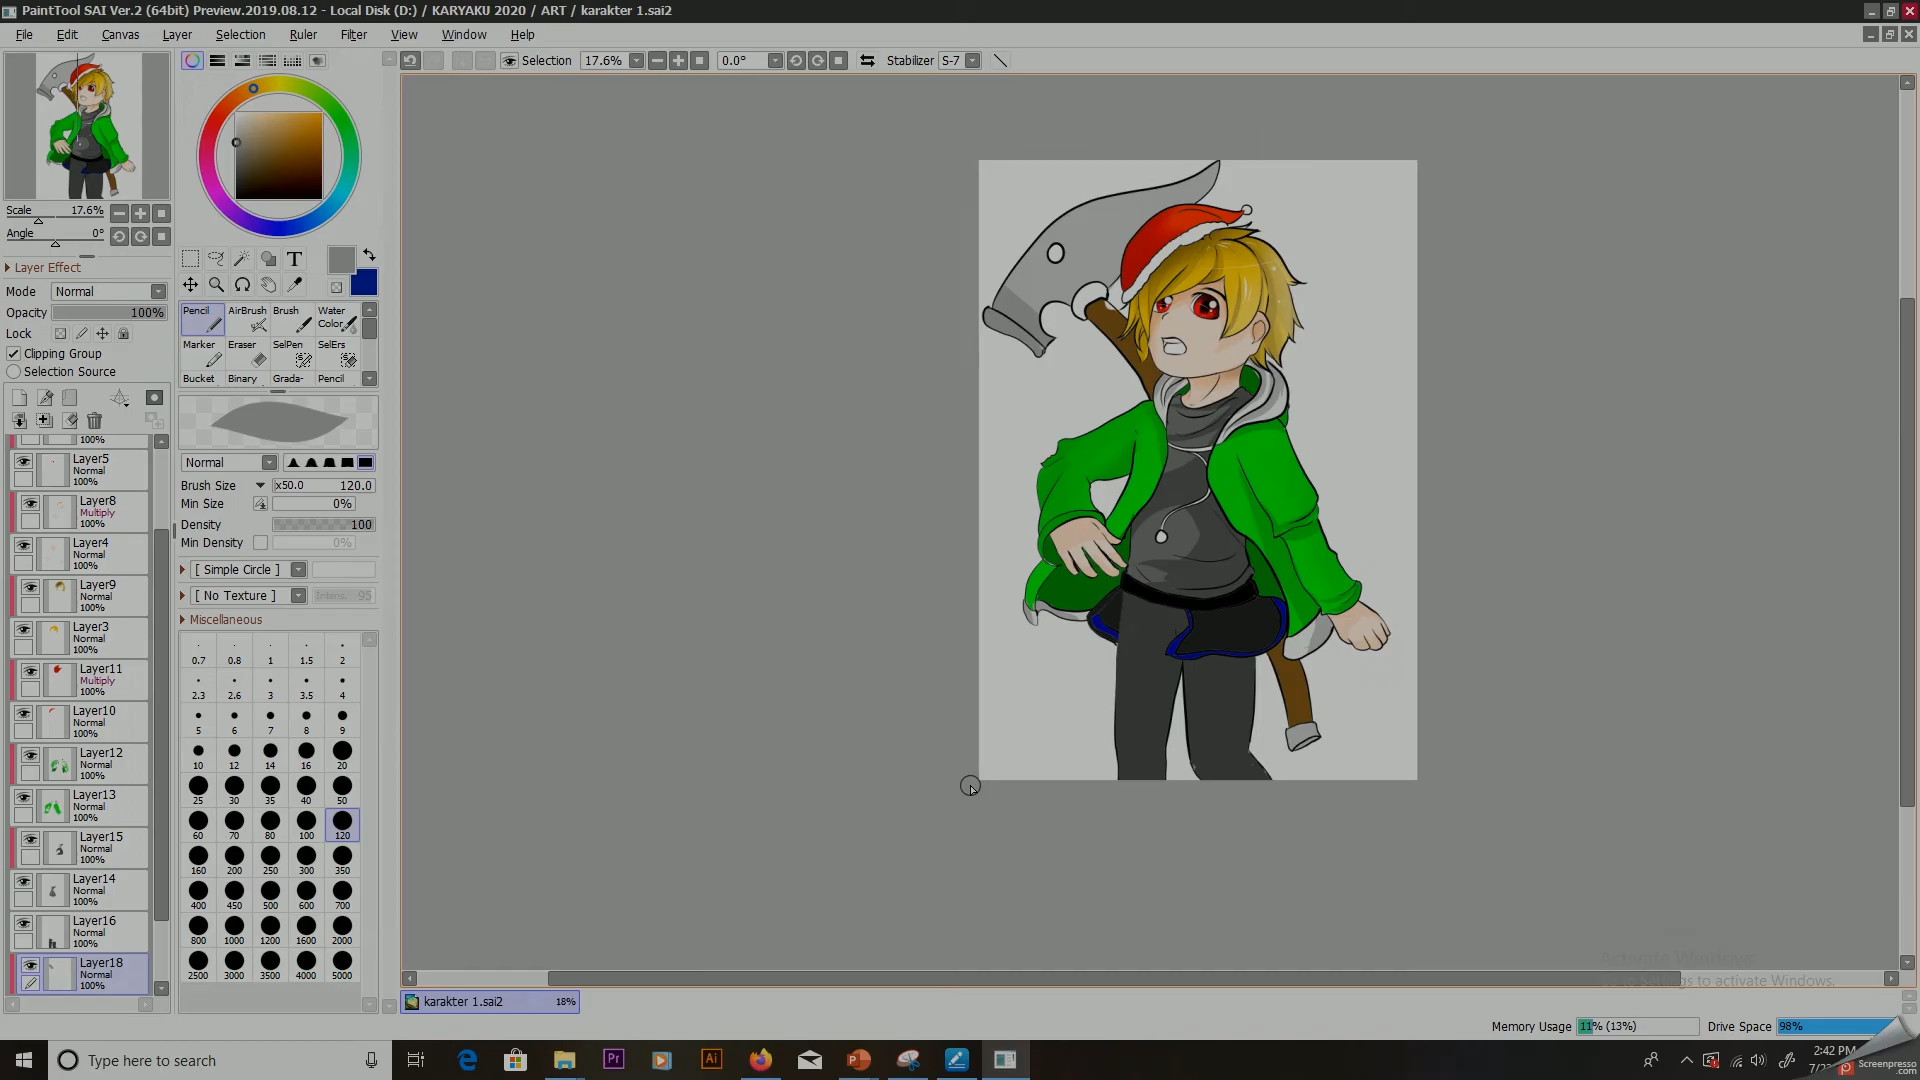 PaintTool SAI Ver.2 (64bit) Preview.2019.08.12 - Local Disk (D:) / KARYAKU 2020 / ART / karakter 1.sai2
File Edit Canvas Layer Selection Ruler Filter View Window Help
Selection 17.6% 0.0° Stabilizer S-7
Scale 17.6%
Angle 0°
Layer Effect
Mode Normal
Opacity 100%
Lock
Clipping Group
Selection Source
100%
Layer5
Normal
100%
Layer8
Multiply
100%
Layer4
Normal
100%
Layer9
Normal
100%
Layer3
Normal
100%
Layer11
Multiply
100%
Layer10
Normal
100%
Layer12
Normal
100%
Layer13
Normal
100%
Layer15
Normal
100%
Layer14
Normal
100%
Layer16
Normal
100%
Layer18
Normal
100%
T
Pencil AirBrush Brush Water Color
Marker Eraser SelPen SelErs
Bucket Binary Grada- Pencil
Normal
Brush Size x50.0 120.0
Min Size 0%
Density 100
Min Density 0%
[ Simple Circle ]
[ No Texture ] Intens. 95
Miscellaneous
0.7 0.8 1 1.5 2
2.3 2.6 3 3.5 4
5 6 7 8 9
10 12 14 16 20
25 30 35 40 50
60 70 80 100 120
160 200 250 300 350
400 450 500 600 700
800 1000 1200 1600 2000
2500 3000 3500 4000 5000
karakter 1.sai2 18%
Activate Windows
to activate Windows.
Memory Usage 11% (13%) Drive Space 98%
Type here to search
Pr Ai
2:42 PM
Screenpresso
.com